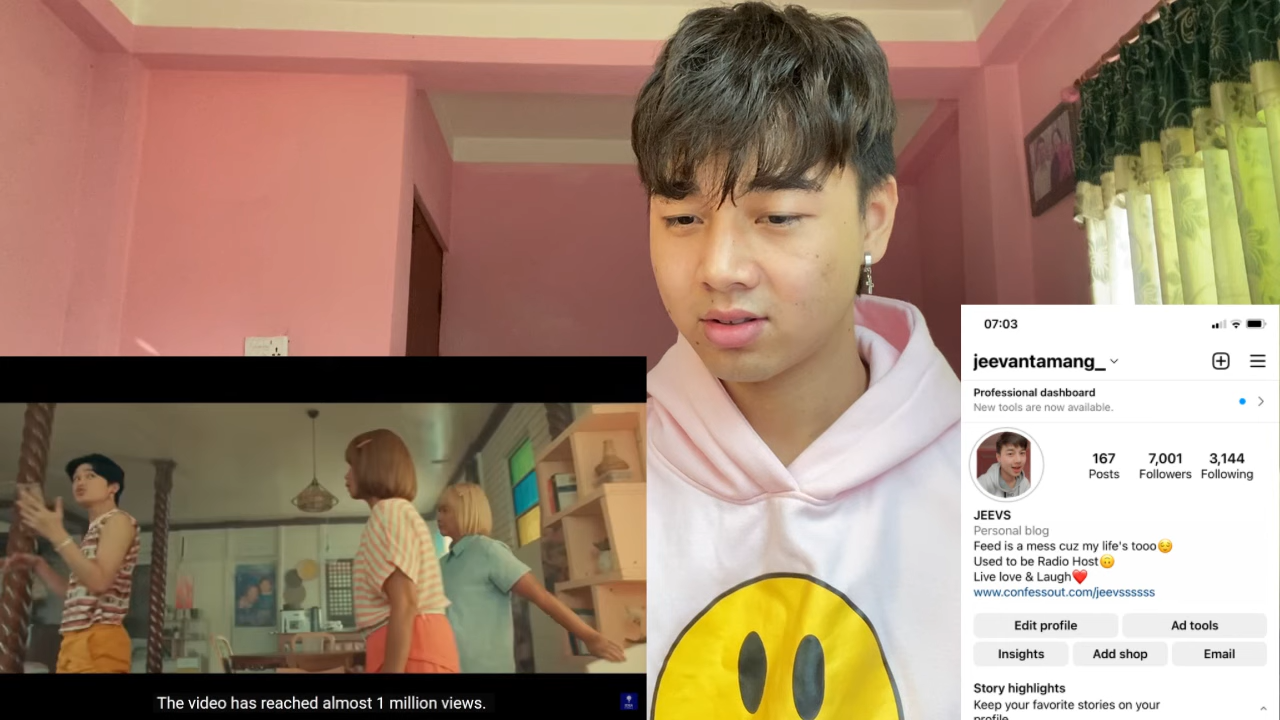 The video has reached almost 1 million views.
07:03
jeevantamang_
Professional dashboard
New tools are now available.
167 7,001 3,144
Posts Followers Following
JEEVS
Personal blog
Feed is a mess cuz my life's tooo😌
Used to be Radio Host🙃
Live love & Laugh❤️
www.confessout.com/jeevssssss
Edit profile Ad tools
Insights Add shop Email
Story highlights
Keep your favorite stories on your
profile